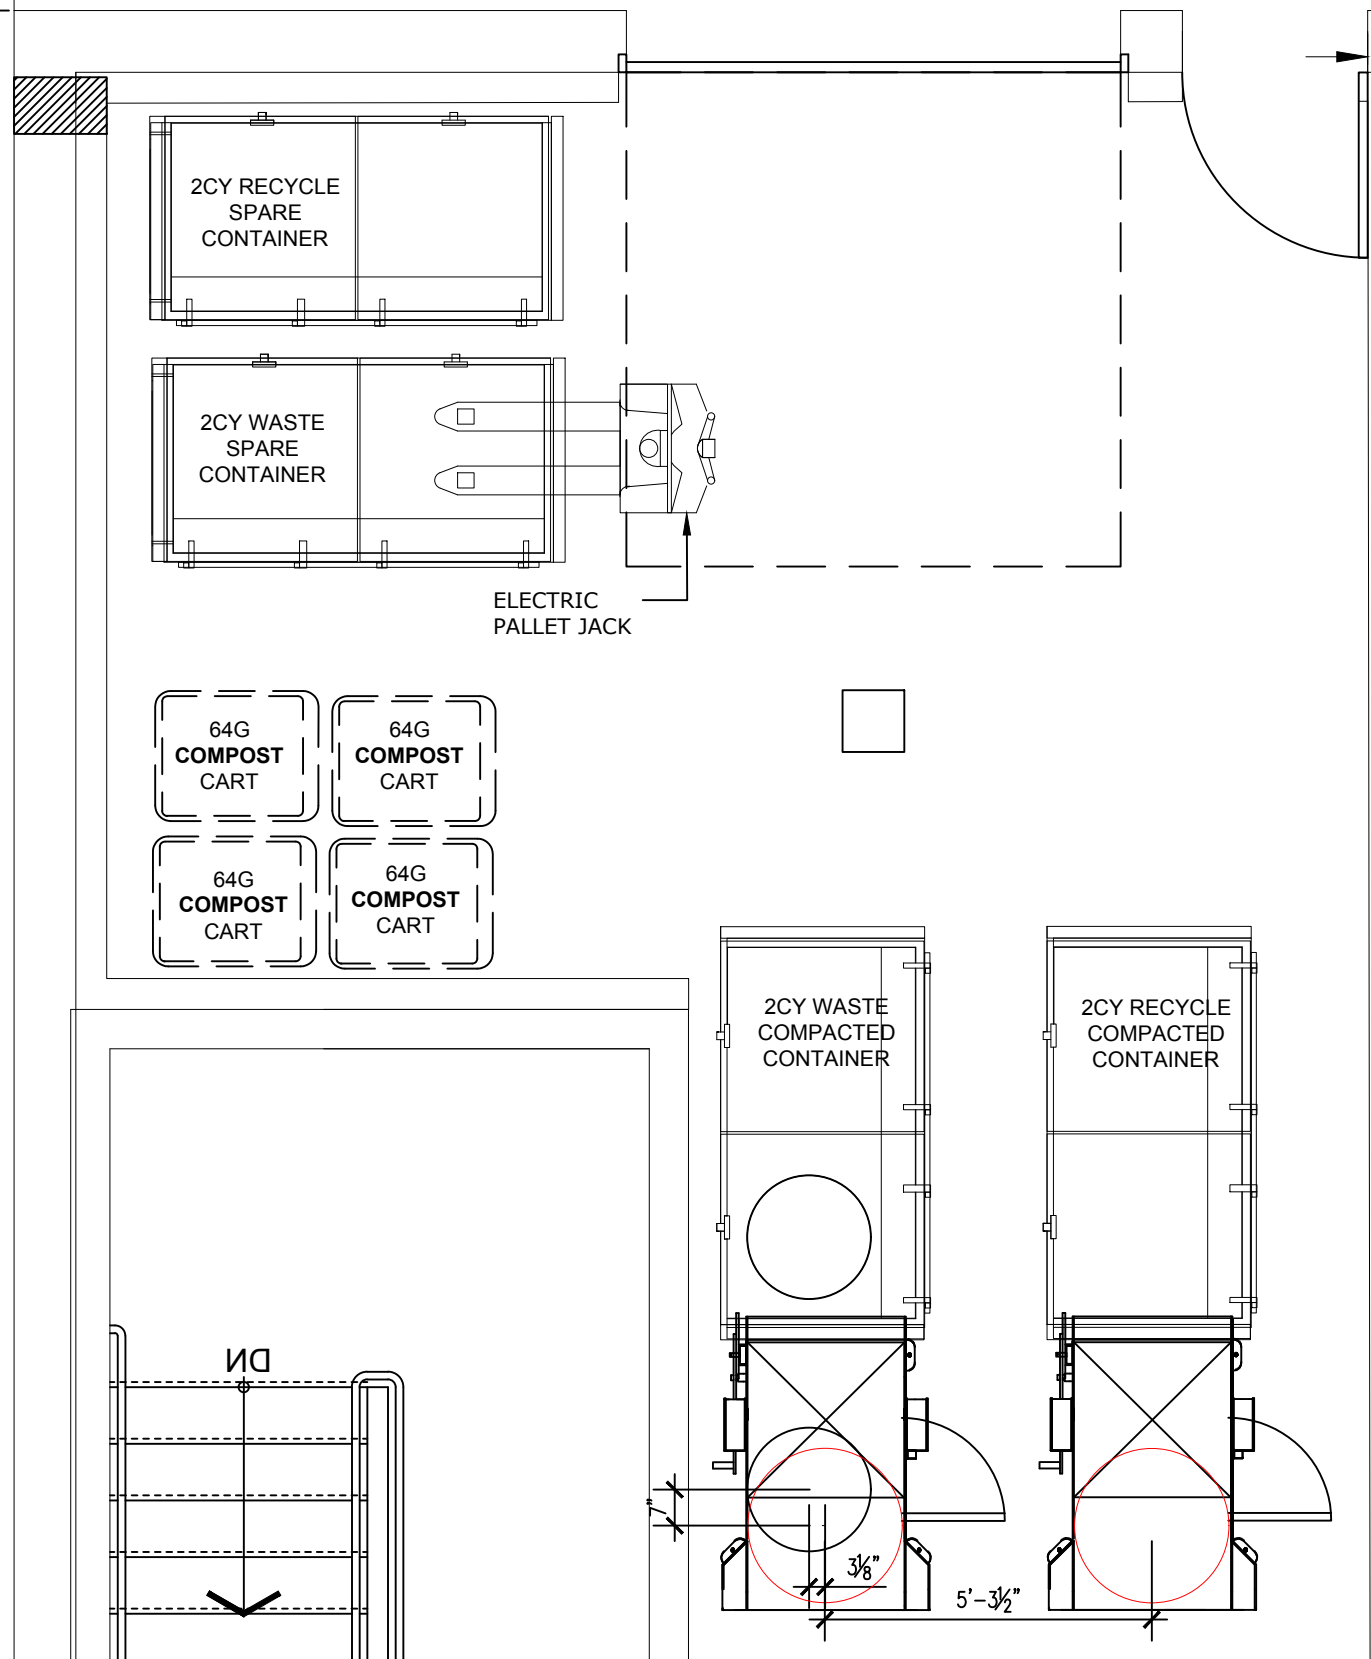 2CY RECYCLE
SPARE
CONTAINER
2CY WASTE
SPARE
CONTAINER
ELECTRIC
PALLET JACK
64G
COMPOST
CART
64G
COMPOST
CART
64G
COMPOST
CART
64G
COMPOST
CART
2CY WASTE
COMPACTED
CONTAINER
2CY RECYCLE
COMPACTED
CONTAINER
DN
7"
3⅛"
5'-3½"